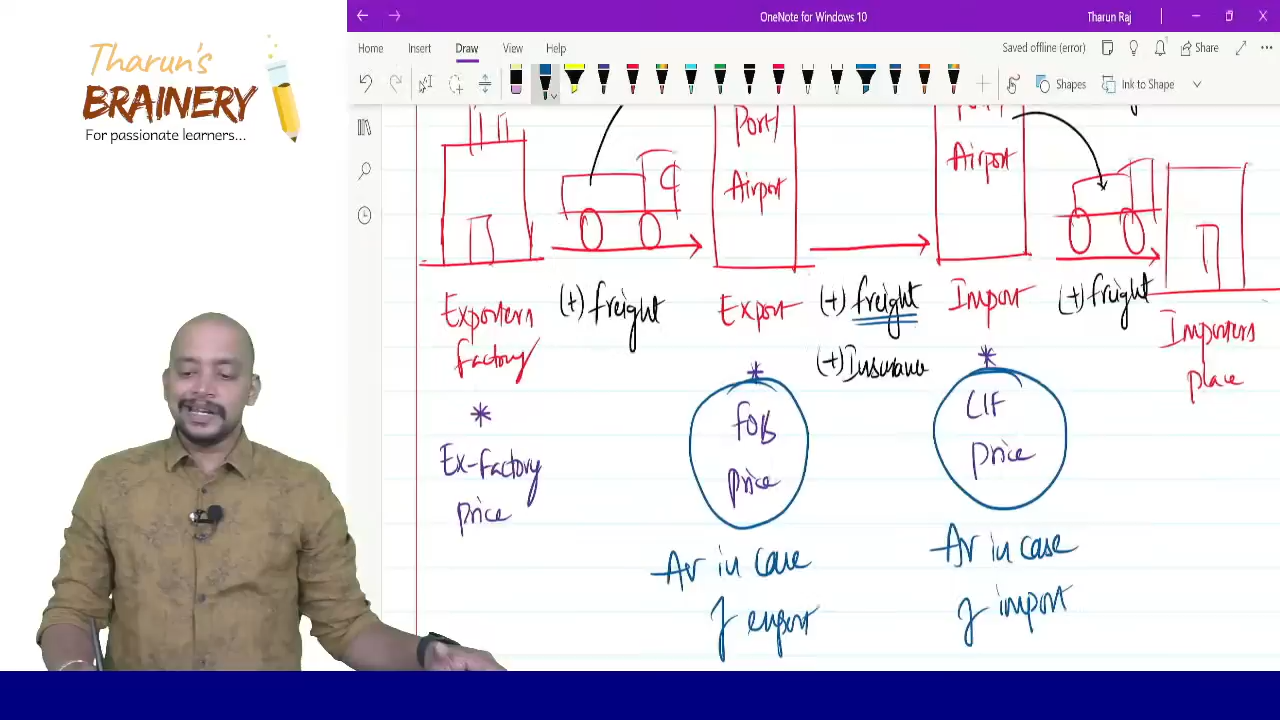 Tharun's
BRAINERY
For passionate learners...
OneNote for Windows 10
Tharun Raj
Home
Insert
Draw
View
Help
Saved offline (error)
Share
Shapes
Ink to Shape
Port/
Airport
Airport
Exporters
factory
(+) freight
Export
(+) freight
(+) Insurance
Import
(+) freight
Importers
place
*
Ex-factory
price
*
FOB
price
*
CIF
price
AV in case
of export
AV in case
of import